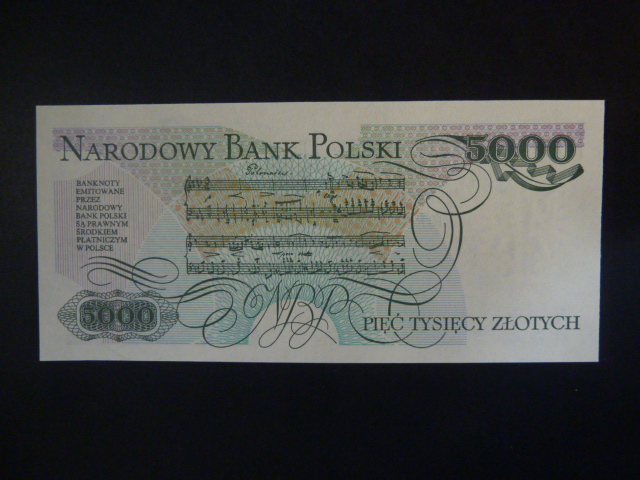 NARODOWY BANK POLSKI
5000
Polonaises
BANKNOTY
EMITOWANE
PRZEZ
NARODOWY
BANK POLSKI
SĄ PRAWNYM
ŚRODKIEM
PŁATNICZYM
W POLSCE
5000
NBP
PIĘĆ TYSIĘCY ZŁOTYCH